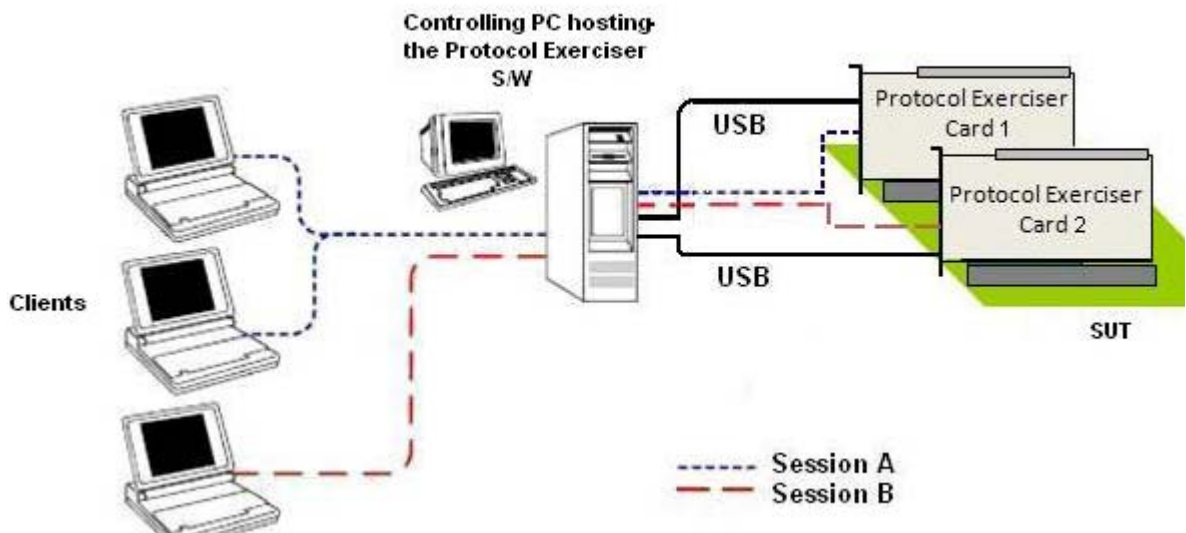 Controlling PC hosting-
the Protocol Exerciser
S/W
Protocol Exerciser
Card 1
USB
Protocol Exerciser
Card 2
USB
Clients
SUT
Session A
Session B